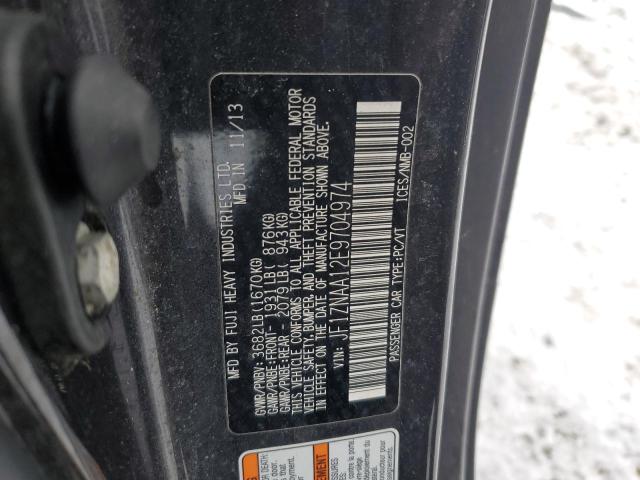 MFD BY FUJI HEAVY INDUSTRIES LTD.
MFD IN 11/13
GVWR/PNBV: 3682LB(1670KG)
GAWR/PNBE:FRONT- 1931LB( 876KG)
GAWR/PNBE:REAR - 2079LB( 943KG)
THIS VEHICLE CONFORMS TO ALL APPLICABLE FEDERAL MOTOR
VEHICLE SAFETY, BUMPER, AND THEFT PREVENTION STANDARDS
IN EFFECT ON THE DATE OF MANUFACTURE SHOWN ABOVE.
VIN: JF1ZNAA12E9704974
PASSENGER CAR TYPE:PC/VT
ICES/NMB-002